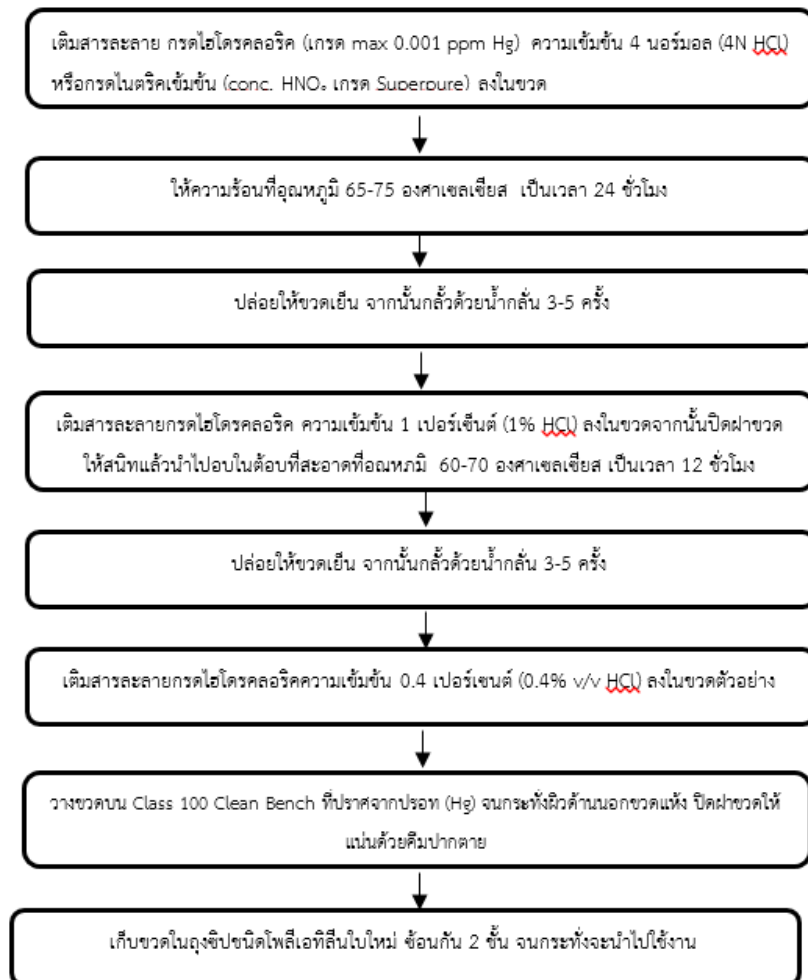 เติมสารละลาย กรดไฮโดรคลอริค (เกรด max 0.001 ppm Hg) ความเข้มข้น 4 นอร์มอล (4N HCl)
หรือกรดไนตริคเข้มข้น (conc. HNO₃ เกรด Superpure) ลงในขวด
ให้ความร้อนที่อุณหภูมิ 65-75 องศาเซลเซียส เป็นเวลา 24 ชั่วโมง
ปล่อยให้ขวดเย็น จากนั้นกลั้วด้วยน้ำกลั่น 3-5 ครั้ง
เติมสารละลายกรดไฮโดรคลอริค ความเข้มข้น 1 เปอร์เซ็นต์ (1% HCl) ลงในขวดจากนั้นปิดฝาขวด
ให้สนิทแล้วนำไปอบในต้อบที่สะอาดที่อุณหภูมิ 60-70 องศาเซลเซียส เป็นเวลา 12 ชั่วโมง
ปล่อยให้ขวดเย็น จากนั้นกลั้วด้วยน้ำกลั่น 3-5 ครั้ง
เติมสารละลายกรดไฮโดรคลอริคความเข้มข้น 0.4 เปอร์เซนต์ (0.4% v/v HCl) ลงในขวดตัวอย่าง
วางขวดบน Class 100 Clean Bench ที่ปราศจากปรอท (Hg) จนกระทั่งผิวด้านนอกขวดแห้ง ปิดฝาขวดให้
แน่นด้วยคีมปากตาย
เก็บขวดในถุงซิปชนิดโพลีเอทิลีนใบใหม่ ซ้อนกัน 2 ชั้น จนกระทั่งจะนำไปใช้งาน